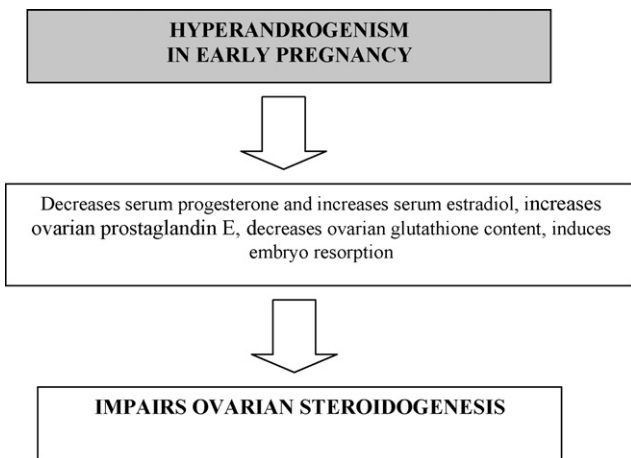 HYPERANDROGENISM
IN EARLY PREGNANCY
Decreases serum progesterone and increases serum estradiol, increases
ovarian prostaglandin E, decreases ovarian glutathione content, induces
embryo resorption
IMPAIRS OVARIAN STEROIDOGENESIS